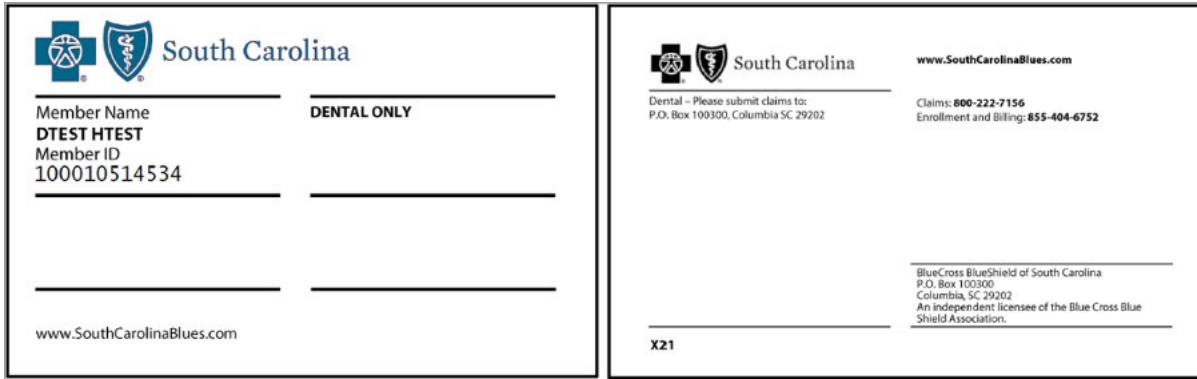 South Carolina
Member Name
DTEST HTEST
Member ID
100010514534
DENTAL ONLY
www.SouthCarolinaBlues.com
South Carolina
Dental – Please submit claims to:
P.O. Box 100300, Columbia SC 29202
www.SouthCarolinaBlues.com
Claims: 800-222-7156
Enrollment and Billing: 855-404-6752
BlueCross BlueShield of South Carolina
P.O. Box 100300
Columbia, SC 29202
An independent licensee of the Blue Cross Blue
Shield Association.
X21